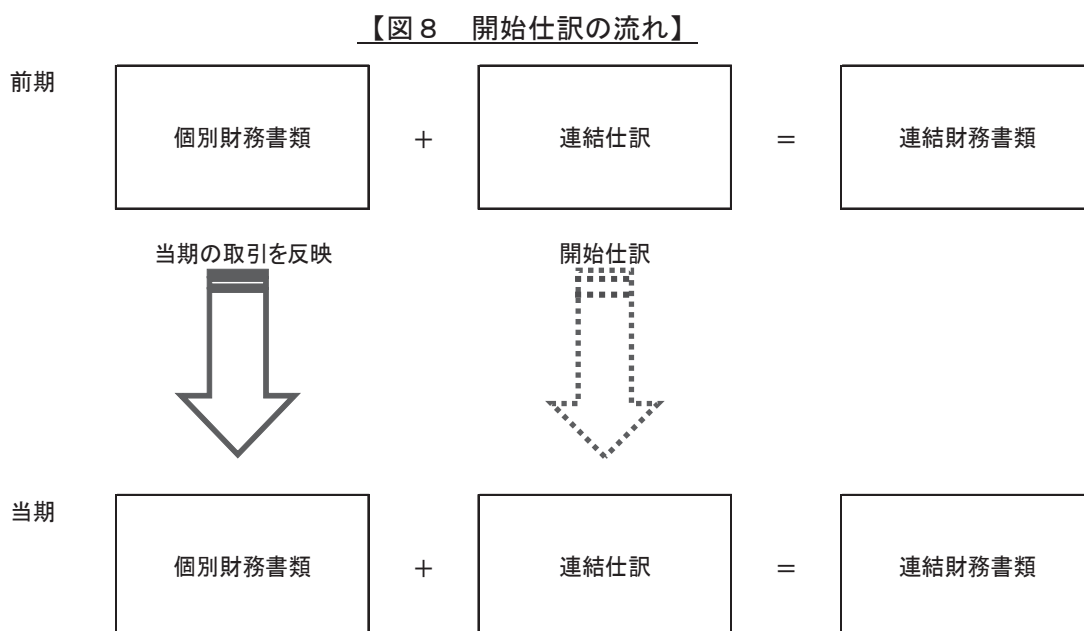 【図8 開始仕訳の流れ】
前期
個別財務書類 + 連結仕訳 = 連結財務書類
当期の取引を反映 開始仕訳
当期
個別財務書類 + 連結仕訳 = 連結財務書類